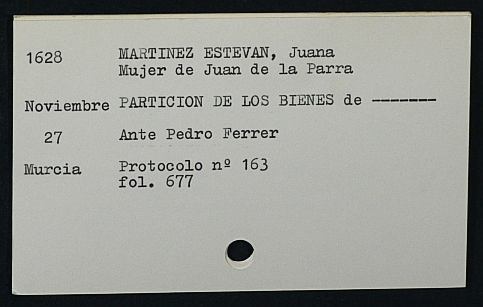 1628 MARTINEZ ESTEVAN, Juana
Mujer de Juan de la Parra
Noviembre PARTICION DE LOS BIENES de -------
27 Ante Pedro Ferrer
Murcia Protocolo nº 163
fol. 677